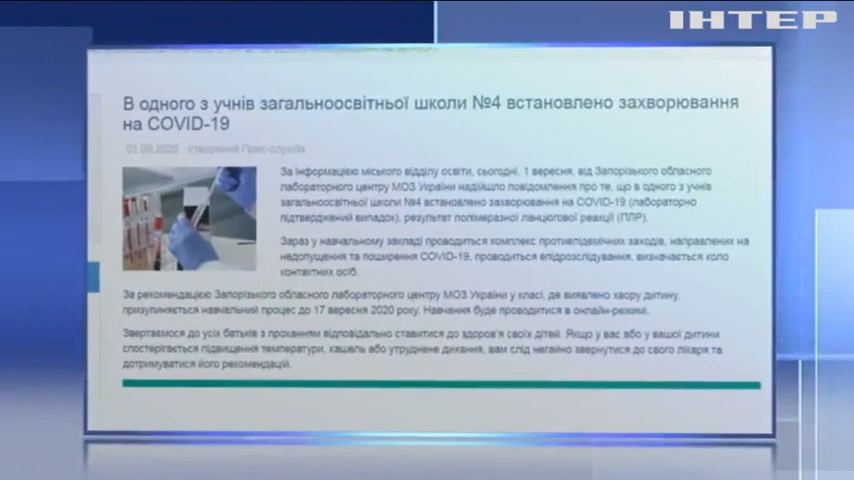 ІНТЕР
В одного з учнів загальноосвітньої школи №4 встановлено захворювання
на COVID-19
01.09.2020 створений Прес-служба
За інформацією міського відділу освіти, сьогодні, 1 вересня, від Запорізького обласного
лабораторного центру МОЗ України надійшло повідомлення про те, що в одного з учнів
загальноосвітньої школи №4 встановлено захворювання на COVID-19 (лабораторно
підтверджений випадок), результат полімеразної ланцюгової реакції (ПЛР).
Зараз у навчальному закладі проводиться комплекс протиепідемічних заходів, направлених на
недопущення та поширення COVID-19, проводиться епідрозслідування, визначається коло
контактних осіб.
За рекомендацією Запорізького обласного лабораторного центру МОЗ України у класі, де виявлено хвору дитину,
призупиняється навчальний процес до 17 вересня 2020 року. Навчання буде проводитися в онлайн-режимі.
Звертаємося до усіх батьків з проханням відповідально ставитися до здоров'я своїх дітей. Якщо у вас або у вашої дитини
спостерігається підвищення температури, кашель або утруднене дихання, вам слід негайно звернутися до свого лікаря та
дотримуватися його рекомендацій.